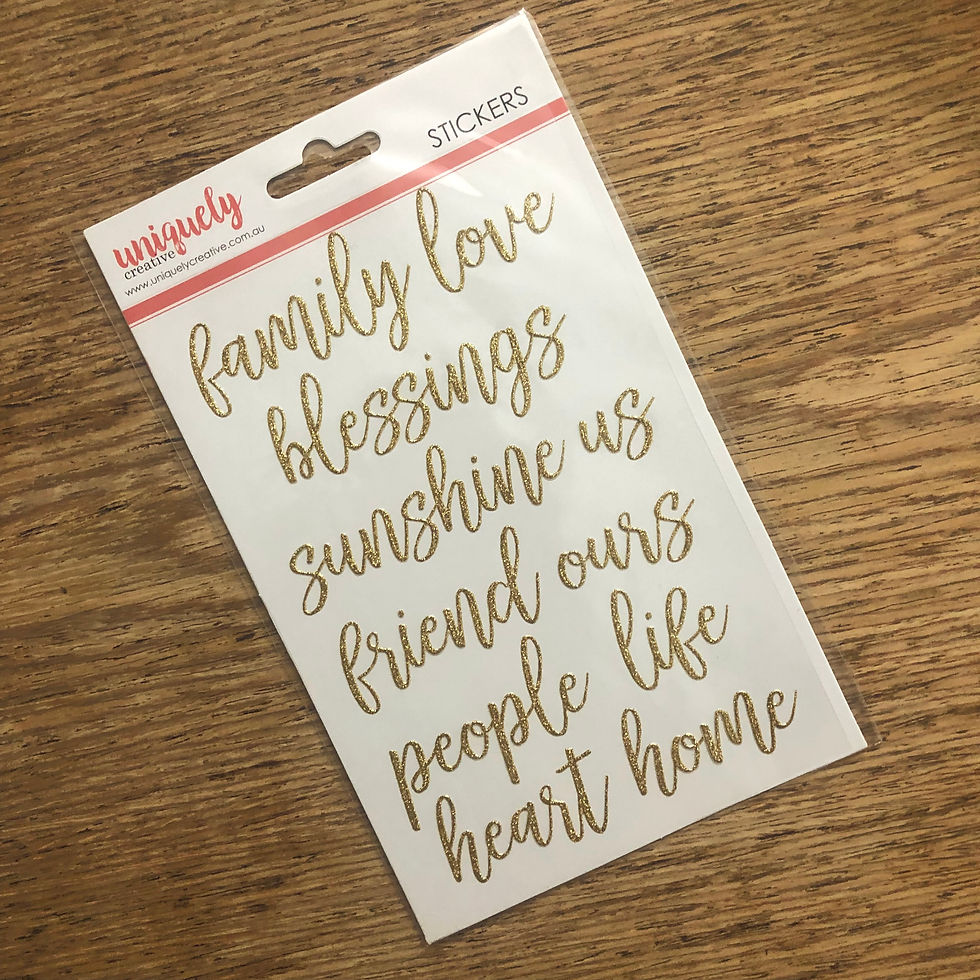 STICKERS
uniquely
creative
www.uniquelycreative.com.au
family love
blessings
sunshine us
friend ours
people life
heart home